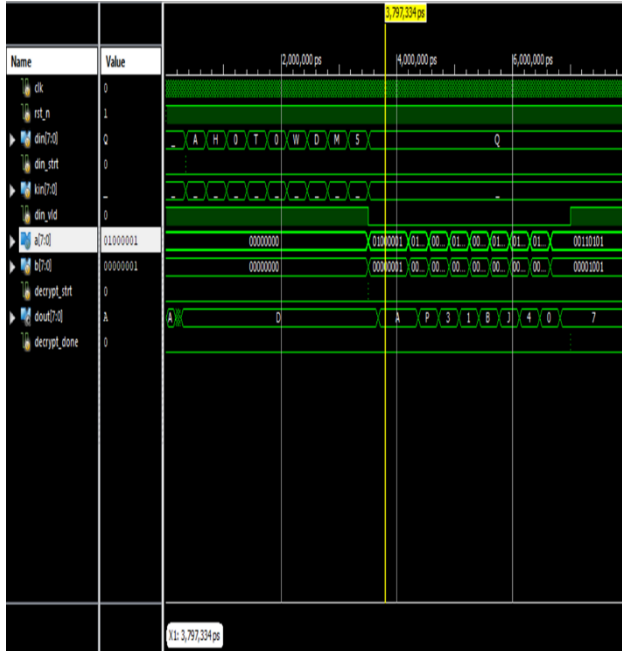 3,797,334 ps
Name Value 2,000,000 ps 4,000,000 ps 6,000,000 ps
clk 0
rst_n 1
din[7:0] Q _ A H 0 T 0 W D M 5 Q
din_strt 0
kin[7:0] _ _ _ _ _ _ _ _ _ _ _ _
din_vld 0
a[7:0] 01000001 00000000 01000001 01... 00... 01... 00... 01... 01... 01... 00110101
b[7:0] 00000001 00000000 00000001 00... 00... 00... 00... 00... 00... 00... 00001001
decrypt_strt 0
dout[7:0] A A D A P 3 1 B J 4 0 7
decrypt_done 0
X1: 3,797,334 ps